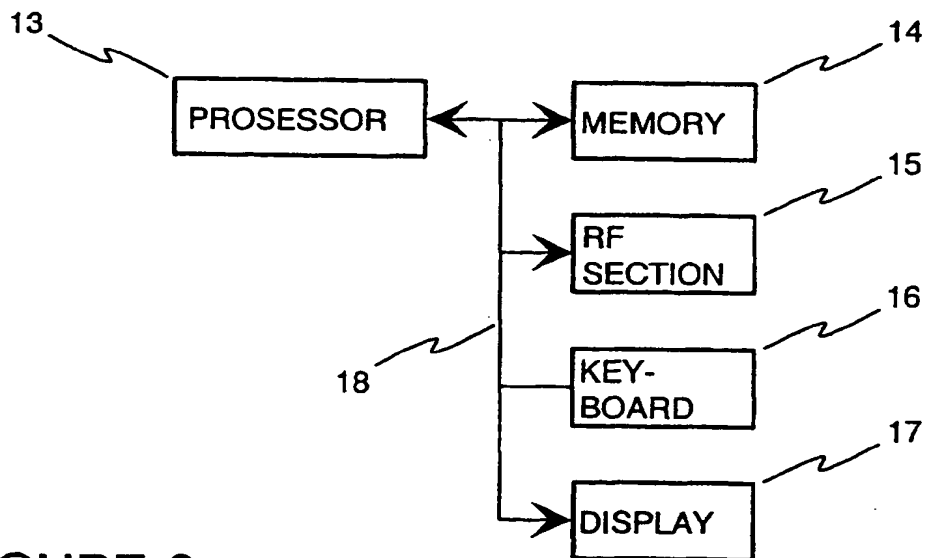 13
14
PROSESSOR
MEMORY
15
RF
SECTION
16
18
KEY-
BOARD
17
DISPLAY